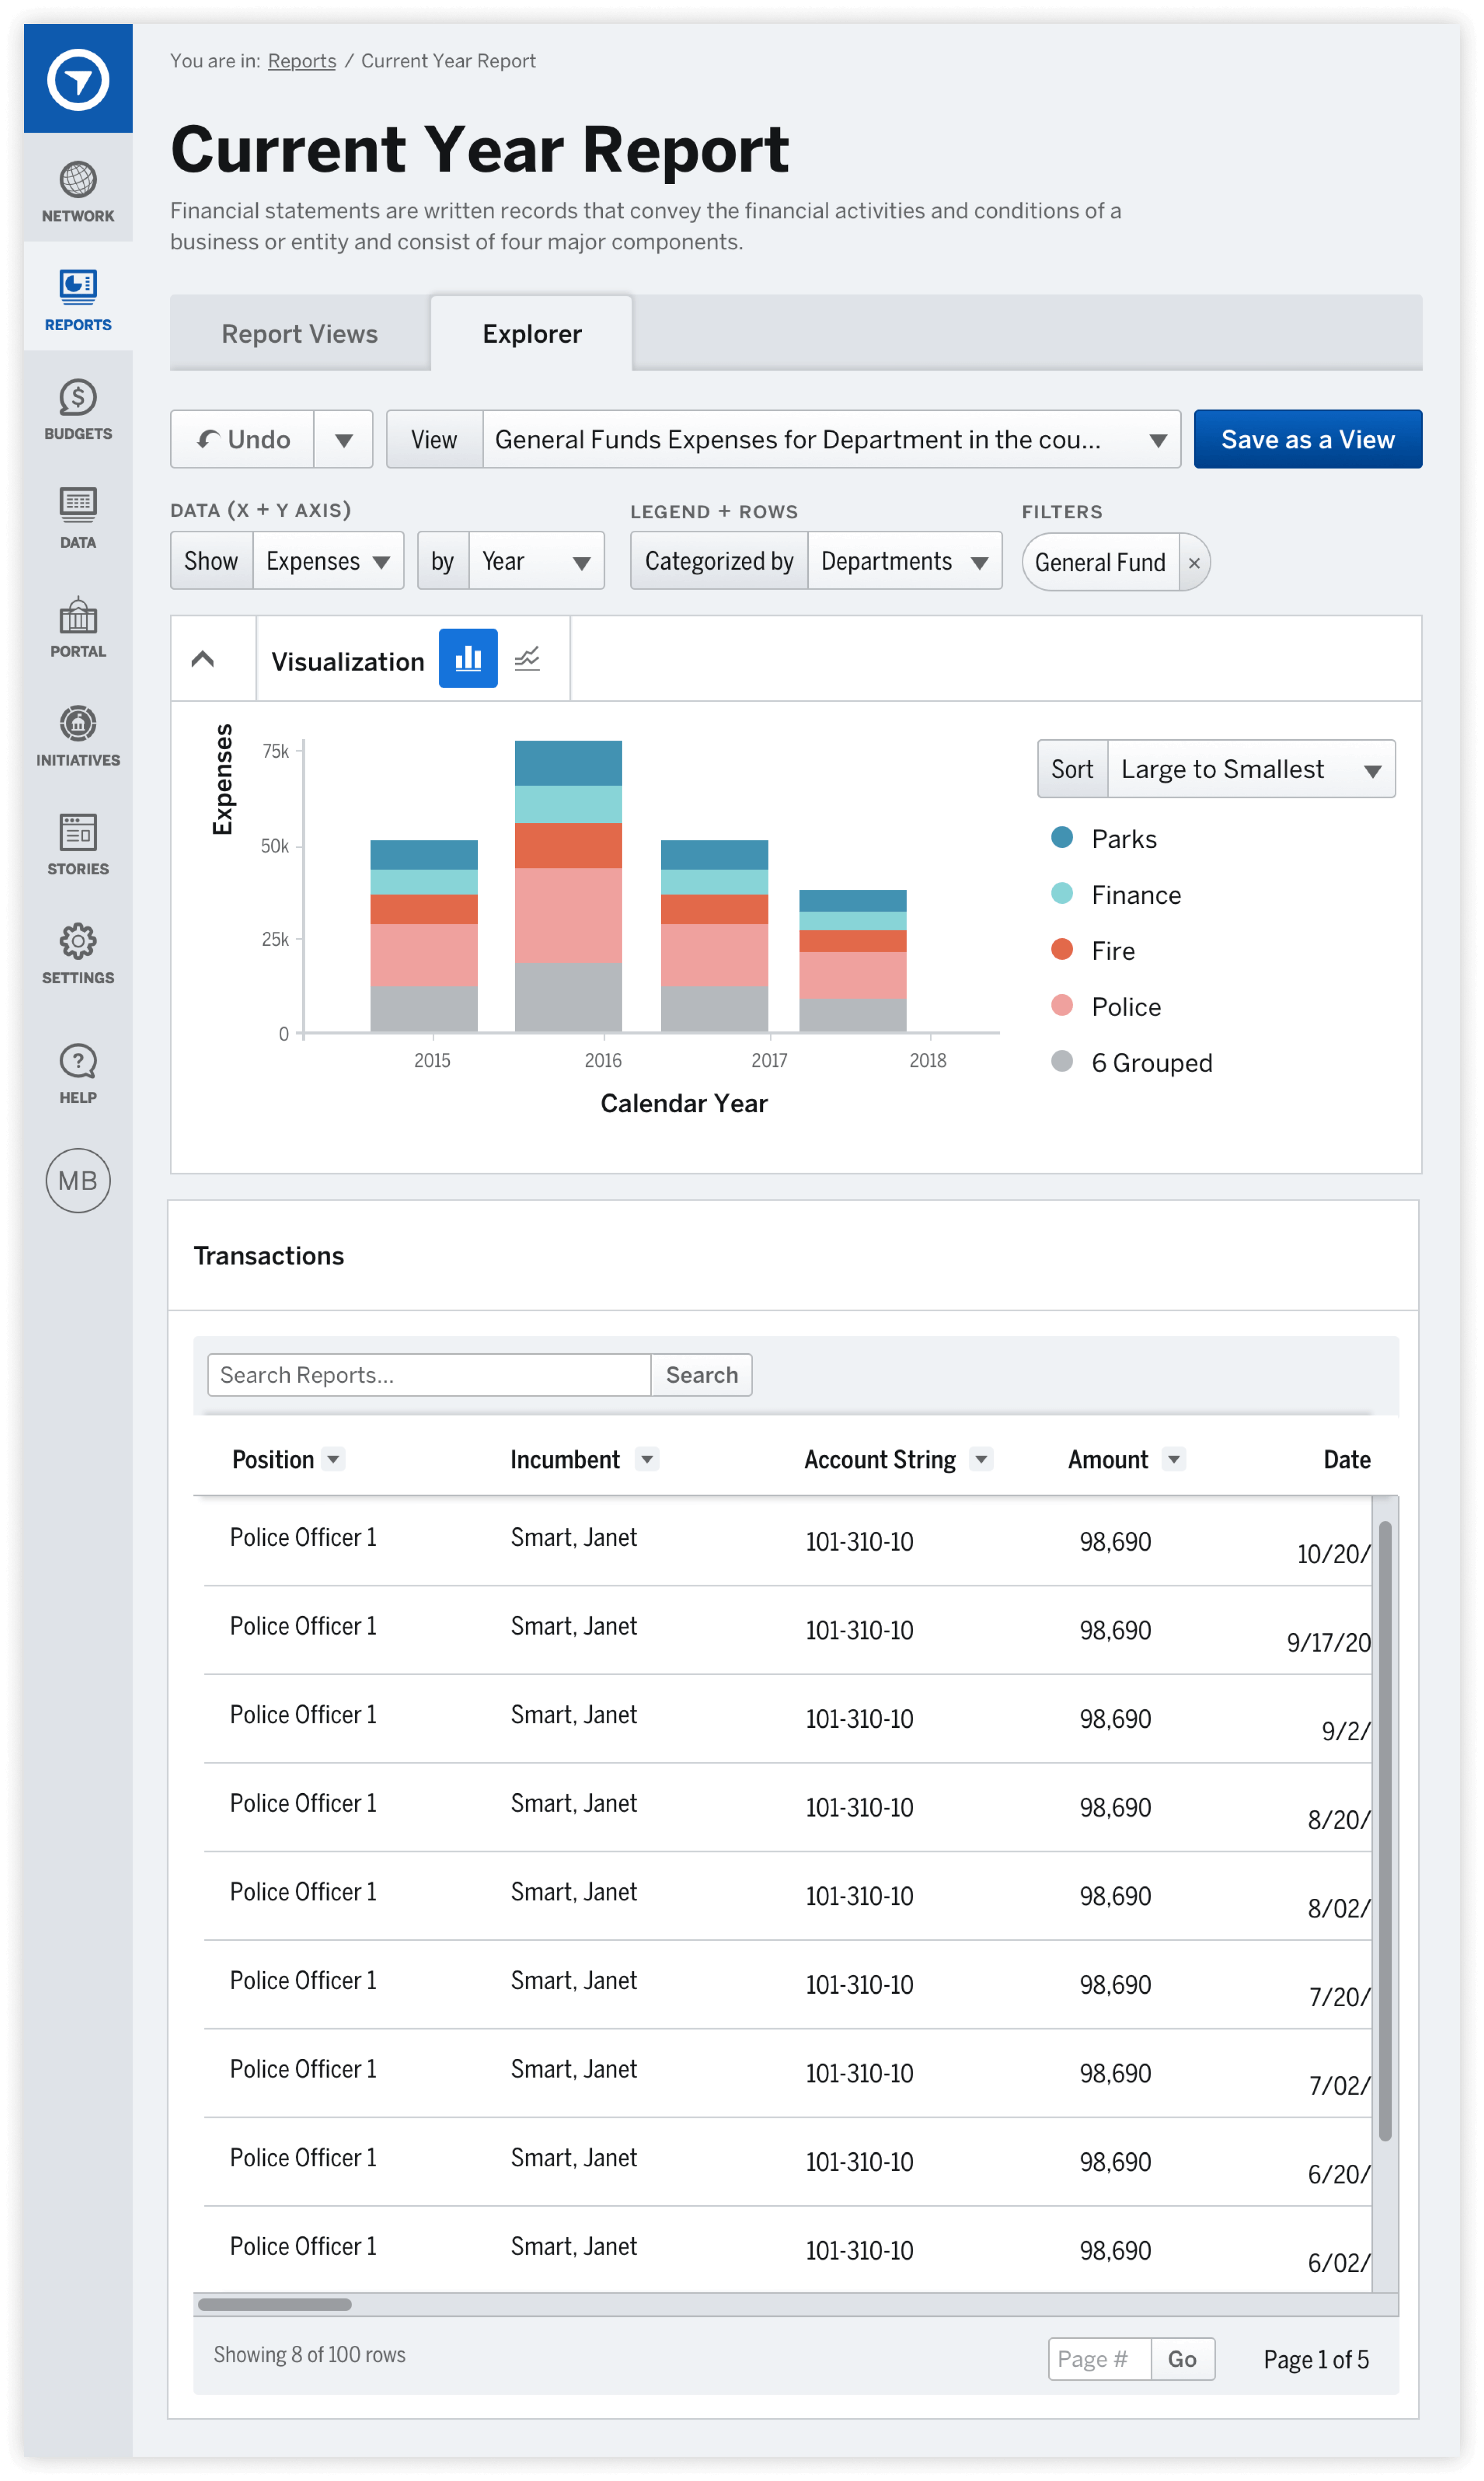 You are in: Reports / Current Year Report
Current Year Report
Financial statements are written records that convey the financial activities and conditions of a
business or entity and consist of four major components.
NETWORK
REPORTS
BUDGETS
DATA
PORTAL
INITIATIVES
STORIES
SETTINGS
HELP
MB
Report Views
Explorer
Undo
View
General Funds Expenses for Department in the cou...
Save as a View
DATA (X + Y AXIS)
LEGEND + ROWS
FILTERS
Show
Expenses
by
Year
Categorized by
Departments
General Fund
×
Visualization
Expenses
75k
50k
25k
0
2015
2016
2017
2018
Calendar Year
Sort
Large to Smallest
Parks
Finance
Fire
Police
6 Grouped
Transactions
Search Reports...
Search
Position
Incumbent
Account String
Amount
Date
Police Officer 1 Smart, Janet 101-310-10 98,690 10/20/
Police Officer 1 Smart, Janet 101-310-10 98,690 9/17/20
Police Officer 1 Smart, Janet 101-310-10 98,690 9/2/
Police Officer 1 Smart, Janet 101-310-10 98,690 8/20/
Police Officer 1 Smart, Janet 101-310-10 98,690 8/02/
Police Officer 1 Smart, Janet 101-310-10 98,690 7/20/
Police Officer 1 Smart, Janet 101-310-10 98,690 7/02/
Police Officer 1 Smart, Janet 101-310-10 98,690 6/20/
Police Officer 1 Smart, Janet 101-310-10 98,690 6/02/
Showing 8 of 100 rows
Page #
Go
Page 1 of 5